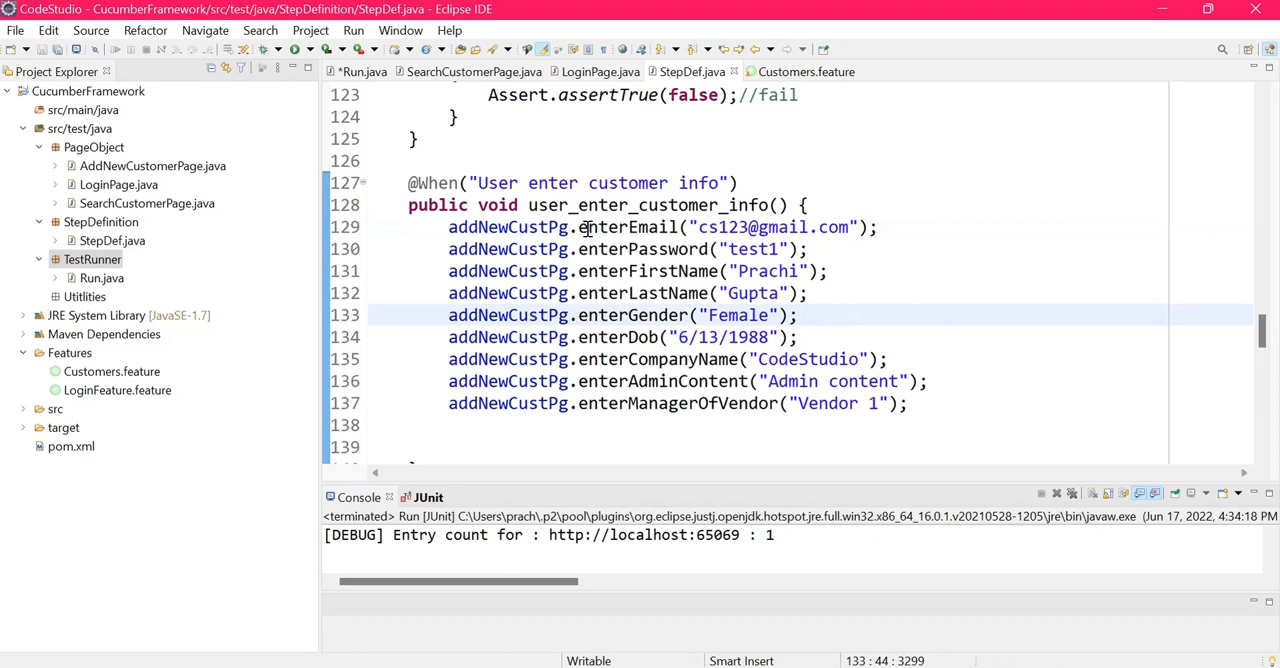 CodeStudio - CucumberFramework/src/test/java/StepDefinition/StepDef.java - Eclipse IDE
File Edit Source Refactor Navigate Search Project Run Window Help
Project Explorer
CucumberFramework
src/main/java
src/test/java
PageObject
AddNewCustomerPage.java
LoginPage.java
SearchCustomerPage.java
StepDefinition
StepDef.java
TestRunner
Run.java
Utitlities
JRE System Library [JavaSE-1.7]
Maven Dependencies
Features
Customers.feature
LoginFeature.feature
src
target
pom.xml
*Run.java SearchCustomerPage.java LoginPage.java StepDef.java Customers.feature
123 Assert.assertTrue(false);//fail
124 }
125 }
126
127 @When("User enter customer info")
128 public void user_enter_customer_info() {
129 addNewCustPg.enterEmail("cs123@gmail.com");
130 addNewCustPg.enterPassword("test1");
131 addNewCustPg.enterFirstName("Prachi");
132 addNewCustPg.enterLastName("Gupta");
133 addNewCustPg.enterGender("Female");
134 addNewCustPg.enterDob("6/13/1988");
135 addNewCustPg.enterCompanyName("CodeStudio");
136 addNewCustPg.enterAdminContent("Admin content");
137 addNewCustPg.enterManagerOfVendor("Vendor 1");
138
139
Console JUnit
<terminated> Run [JUnit] C:\Users\prach\.p2\pool\plugins\org.eclipse.justj.openjdk.hotspot.jre.full.win32.x86_64_16.0.1.v20210528-1205\jre\bin\javaw.exe (Jun 17, 2022, 4:34:18 PM
[DEBUG] Entry count for : http://localhost:65069 : 1
Writable Smart Insert 133 : 44 : 3299